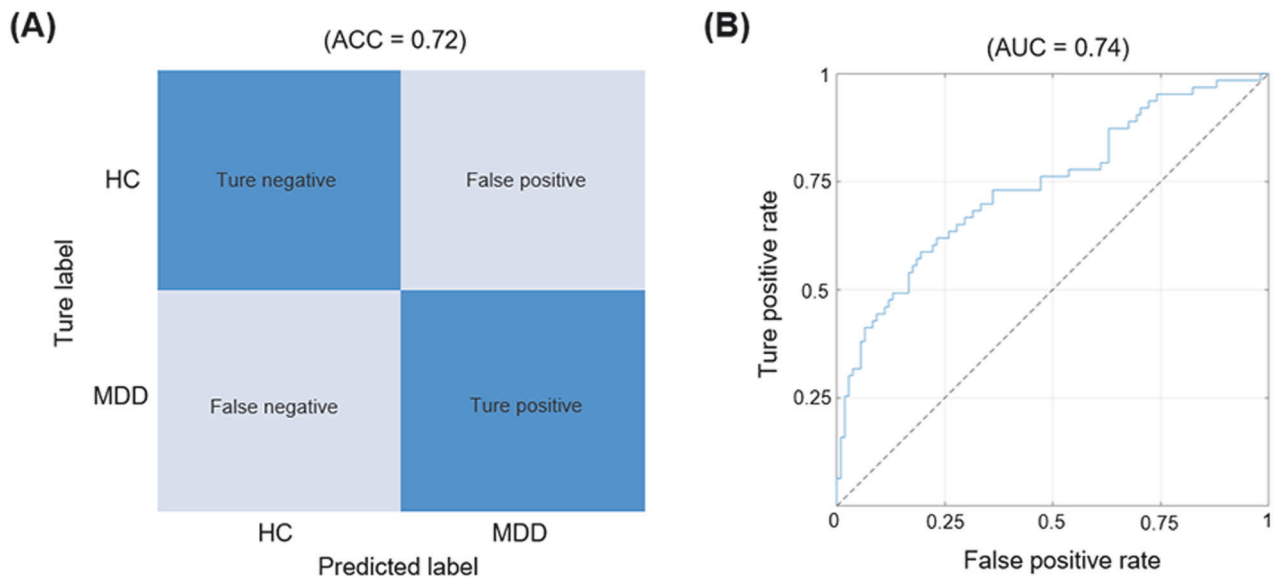 (A)
(ACC = 0.72)
HC
Ture negative
False positive
Ture label
MDD
False negative
Ture positive
HC
MDD
Predicted label
(B)
(AUC = 0.74)
1
0.75
0.5
0.25
Ture positive rate
0
0.25
0.5
0.75
1
False positive rate